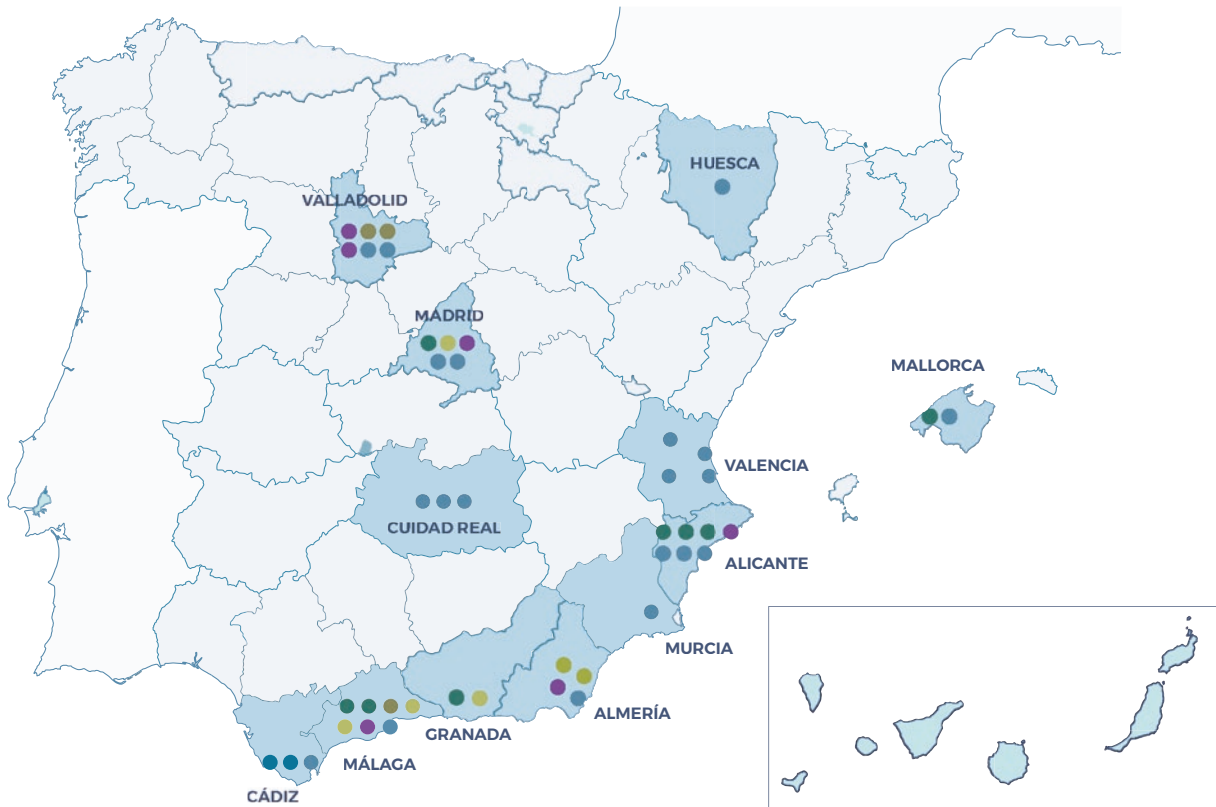 HUESCA
VALLADOLID
MADRID
MALLORCA
VALENCIA
CUIDAD REAL
ALICANTE
MURCIA
ALMERÍA
GRANADA
MÁLAGA
CÁDIZ